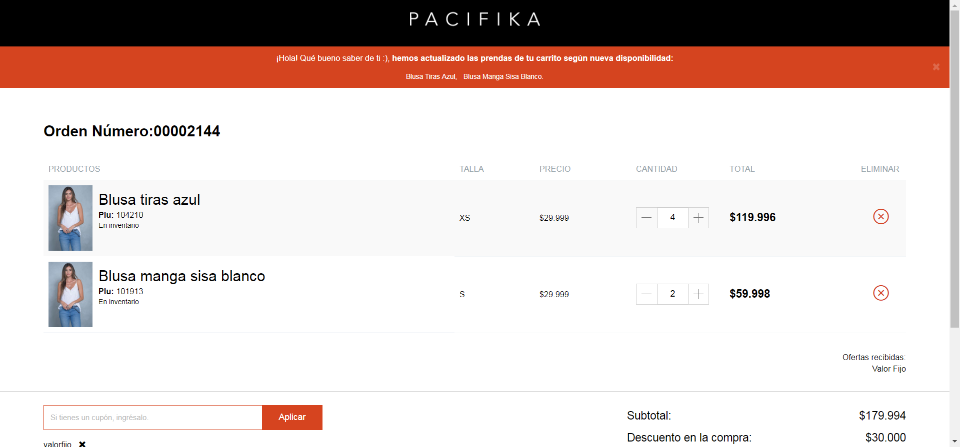 PACIFIKA
¡Hola! Qué bueno saber de ti :), hemos actualizado las prendas de tu carrito según nueva disponibilidad:
Blusa Tiras Azul, Blusa Manga Sisa Blanco.
Orden Número:00002144
PRODUCTOS TALLA PRECIO CANTIDAD TOTAL ELIMINAR
Blusa tiras azul
Plu: 104210
En inventario
XS $29.999 4 $119.996
Blusa manga sisa blanco
Plu: 101913
En inventario
S $29.999 2 $59.998
Ofertas recibidas:
Valor Fijo
Si tienes un cupón, ingrésalo. Aplicar
valorfijo
Subtotal: $179.994
Descuento en la compra: $30.000